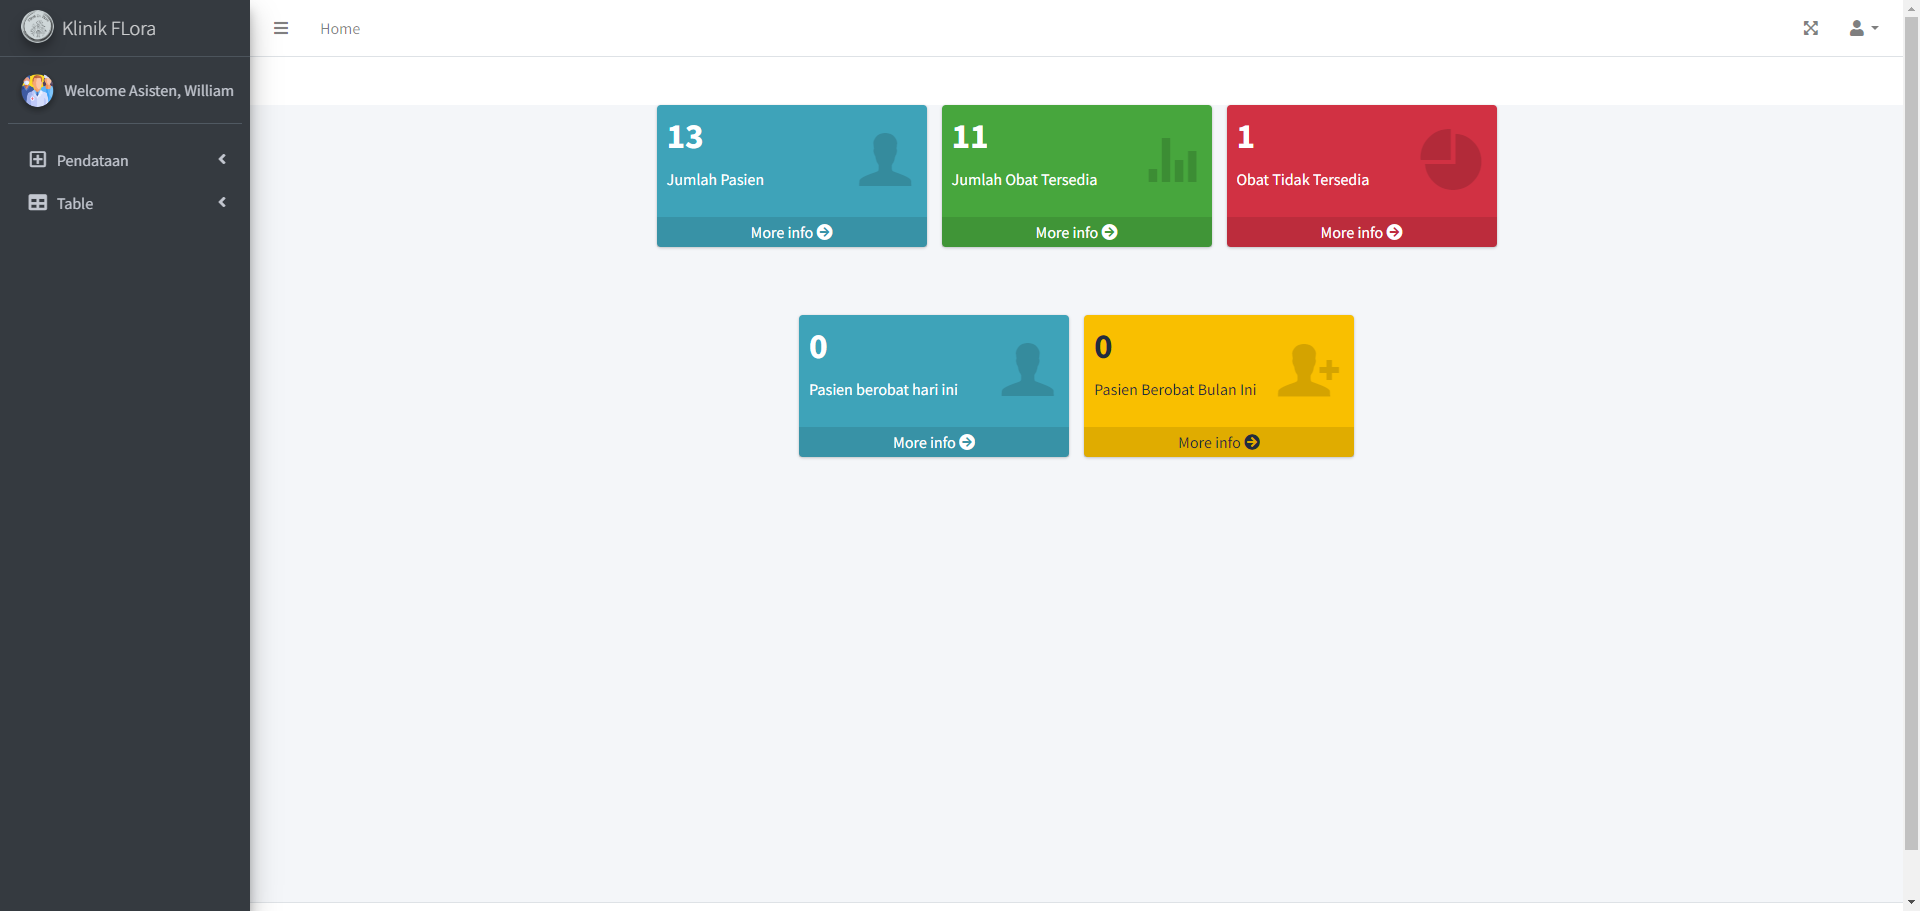 Klinik FLora
Home
Welcome Asisten, William
Pendataan
Table
13
Jumlah Pasien
More info
11
Jumlah Obat Tersedia
More info
1
Obat Tidak Tersedia
More info
0
Pasien berobat hari ini
More info
0
Pasien Berobat Bulan Ini
More info